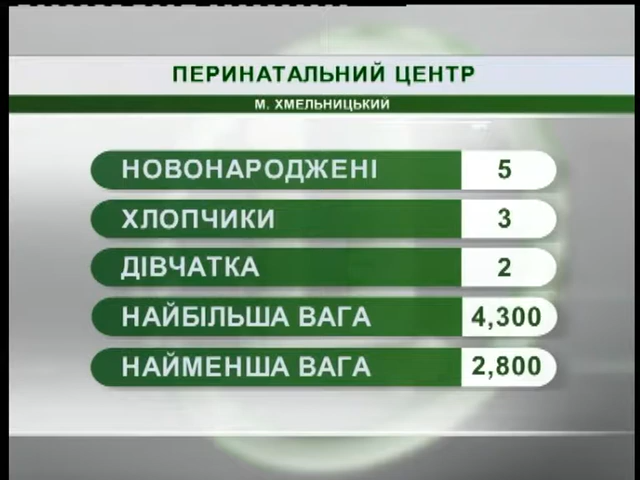 ПЕРИНАТАЛЬНИЙ ЦЕНТР
М. ХМЕЛЬНИЦЬКИЙ
НОВОНАРОДЖЕНІ 5
ХЛОПЧИКИ 3
ДІВЧАТКА 2
НАЙБІЛЬША ВАГА 4,300
НАЙМЕНША ВАГА 2,800